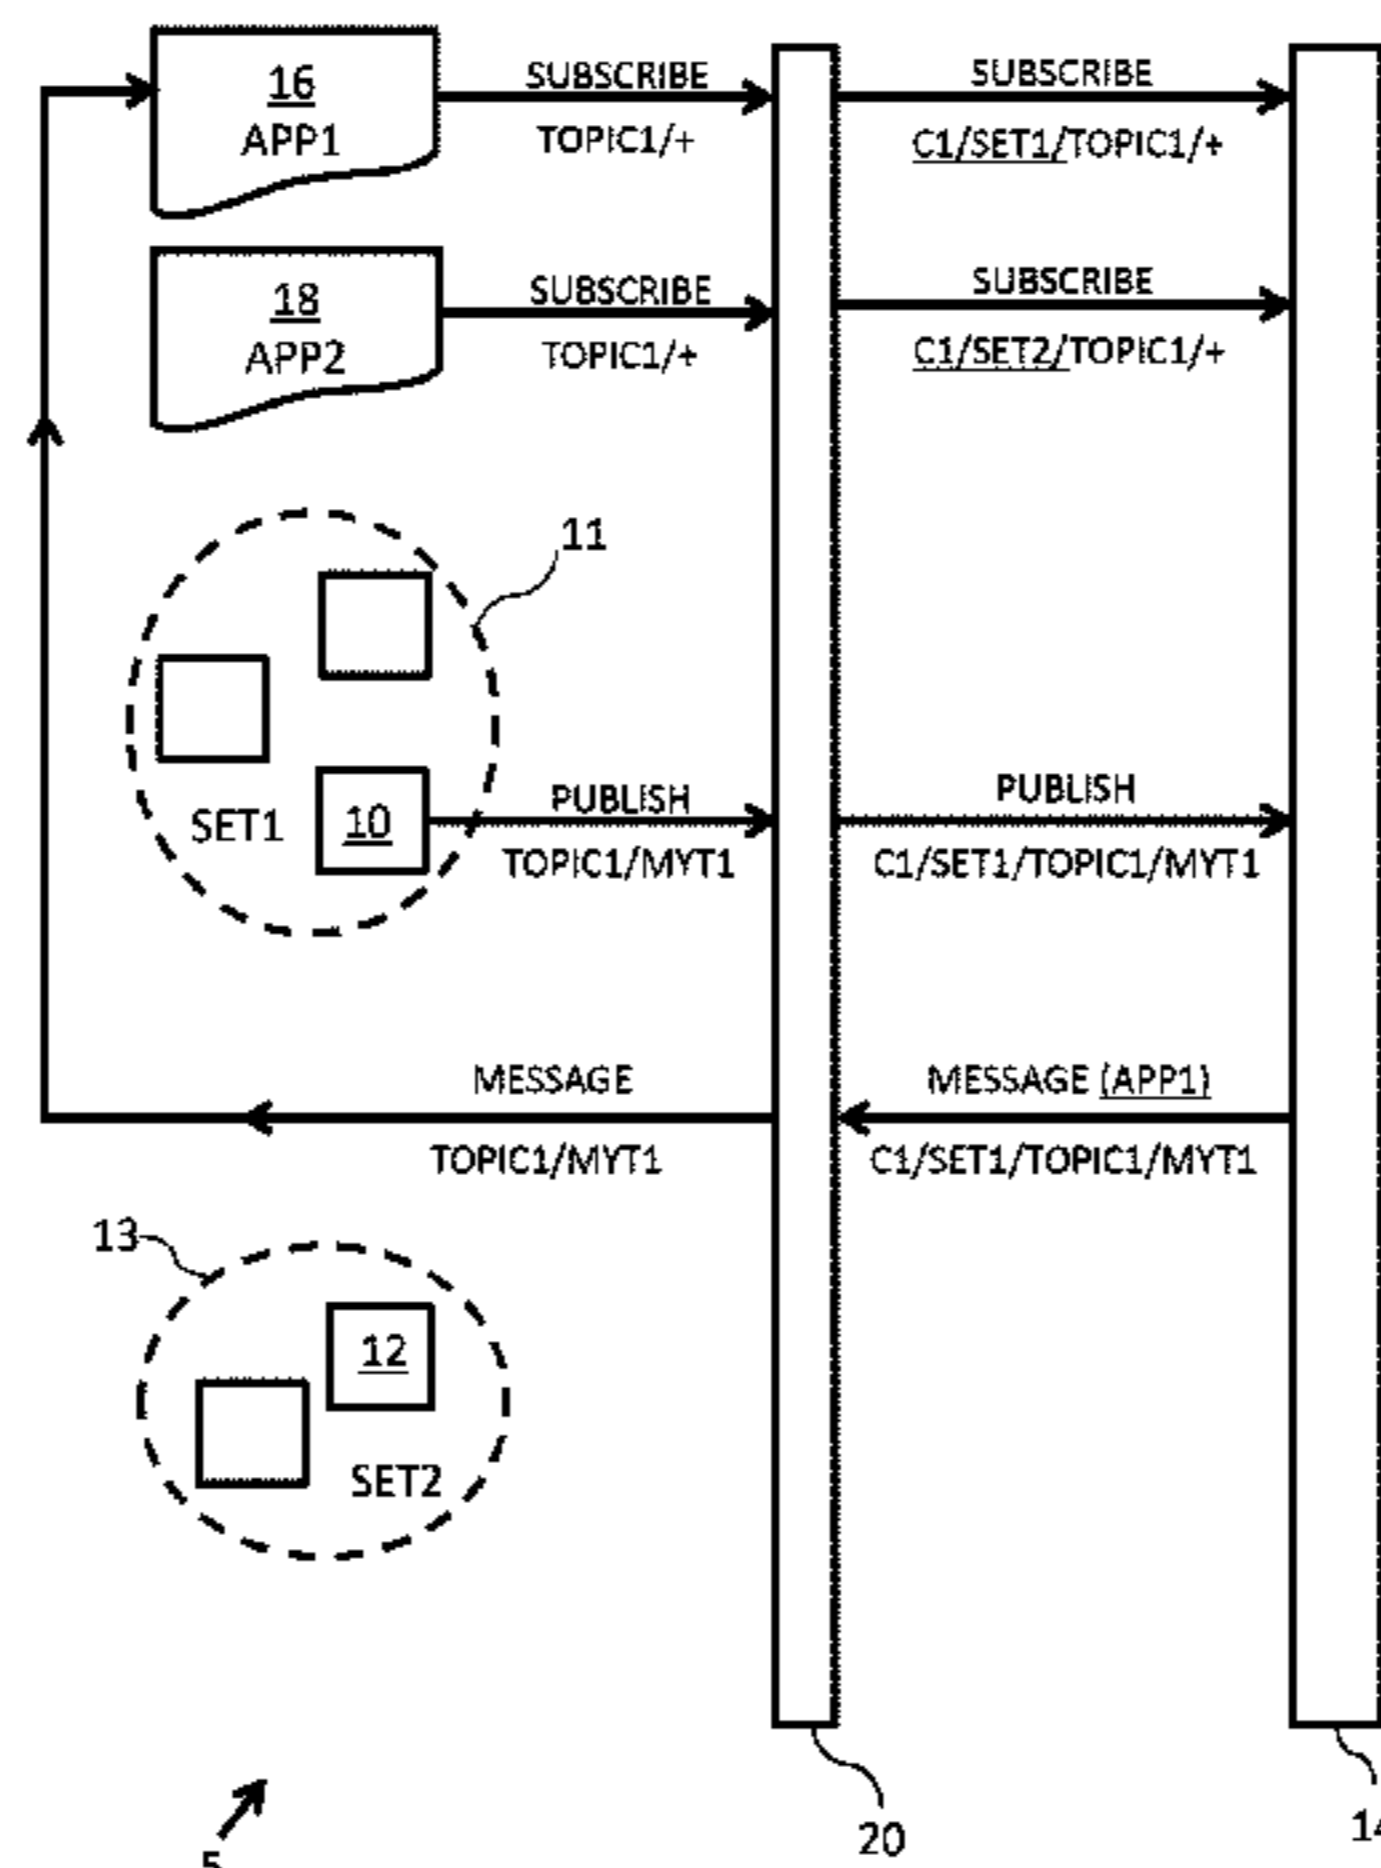 16
APP1
SUBSCRIBE
TOPIC1/+
SUBSCRIBE
C1/SET1/TOPIC1/+
18
APP2
SUBSCRIBE
TOPIC1/+
SUBSCRIBE
C1/SET2/TOPIC1/+
11
SET1
10
PUBLISH
TOPIC1/MYT1
PUBLISH
C1/SET1/TOPIC1/MYT1
MESSAGE
TOPIC1/MYT1
MESSAGE (APP1)
C1/SET1/TOPIC1/MYT1
13
12
SET2
20
14
5